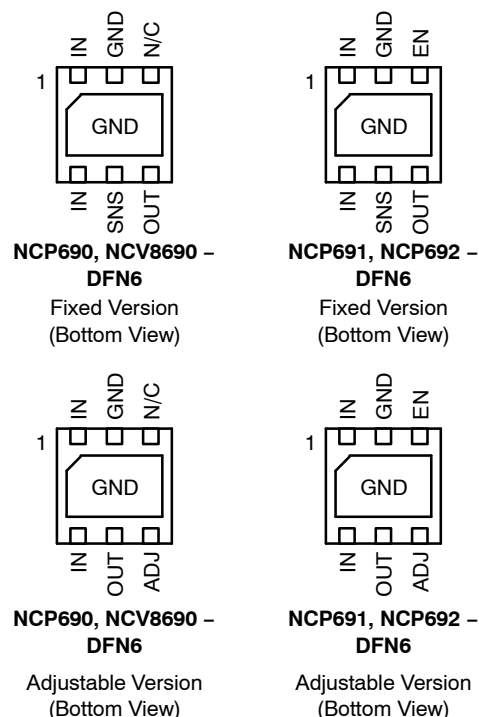 IN GND N/C
1
GND
IN SNS OUT
NCP690, NCV8690 −
DFN6
Fixed Version
(Bottom View)
IN GND EN
1
GND
IN SNS OUT
NCP691, NCP692 −
DFN6
Fixed Version
(Bottom View)
IN GND N/C
1
GND
IN OUT ADJ
NCP690, NCV8690 −
DFN6
Adjustable Version
(Bottom View)
IN GND EN
1
GND
IN OUT ADJ
NCP691, NCP692 −
DFN6
Adjustable Version
(Bottom View)